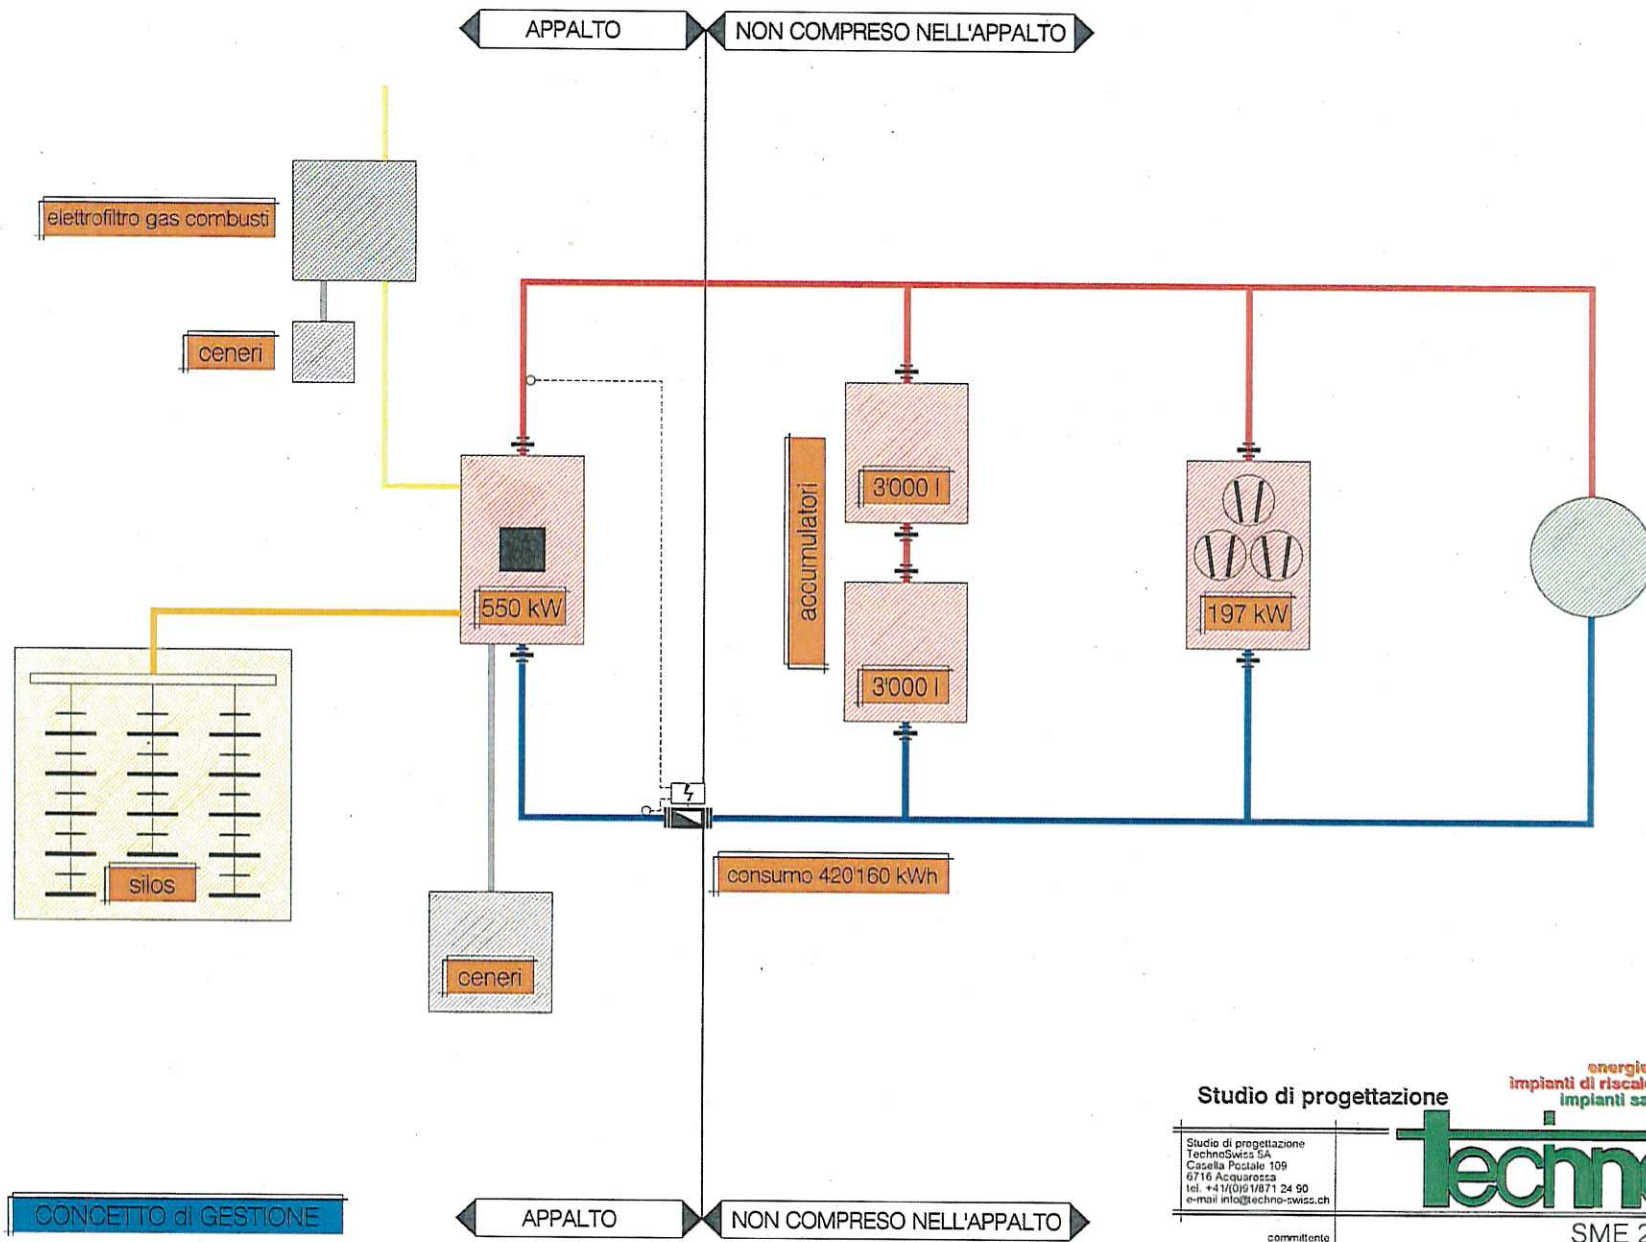 APPALTO
NON COMPRESO NELL'APPALTO
elettrofiltro gas combusti
ceneri
accumulatori
3'000 l
3'000 l
550 kW
197 kW
silos
consumo 420'160 kWh
ceneri
CONCETTO di GESTIONE
APPALTO
NON COMPRESO NELL'APPALTO
Studio di progettazione
energie
impianti di riscal
impianti sa
techno
Studio di progettazione
TechnoSwiss SA
Casella Postale 109
6716 Acquarossa
tel. +41/(0)91/871 24 90
e-mail info@techno-swiss.ch
committente
SME 2